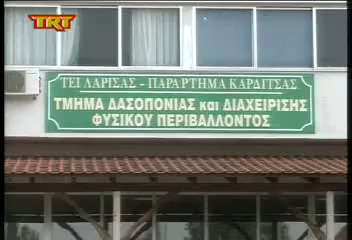 TRT
ΤΕΙ ΛΑΡΙΣΑΣ - ΠΑΡΑΡΤΗΜΑ ΚΑΡΔΙΤΣΑΣ
ΤΜΗΜΑ ΔΑΣΟΠΟΝΙΑΣ και ΔΙΑΧΕΙΡΙΣΗΣ
ΦΥΣΙΚΟΥ ΠΕΡΙΒΑΛΛΟΝΤΟΣ